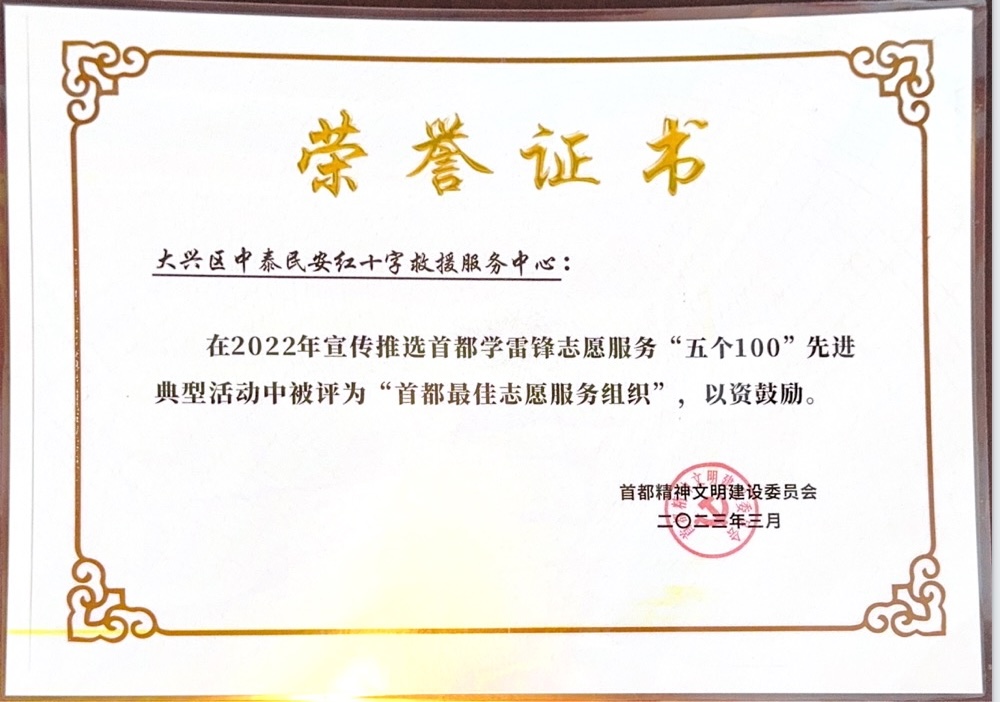 荣誉证书
大兴区中泰民安红十字救援服务中心：
在2022年宣传推选首都学雷锋志愿服务“五个100”先进
典型活动中被评为“首都最佳志愿服务组织”，以资鼓励。
首都精神文明建设委员会
二〇二三年三月